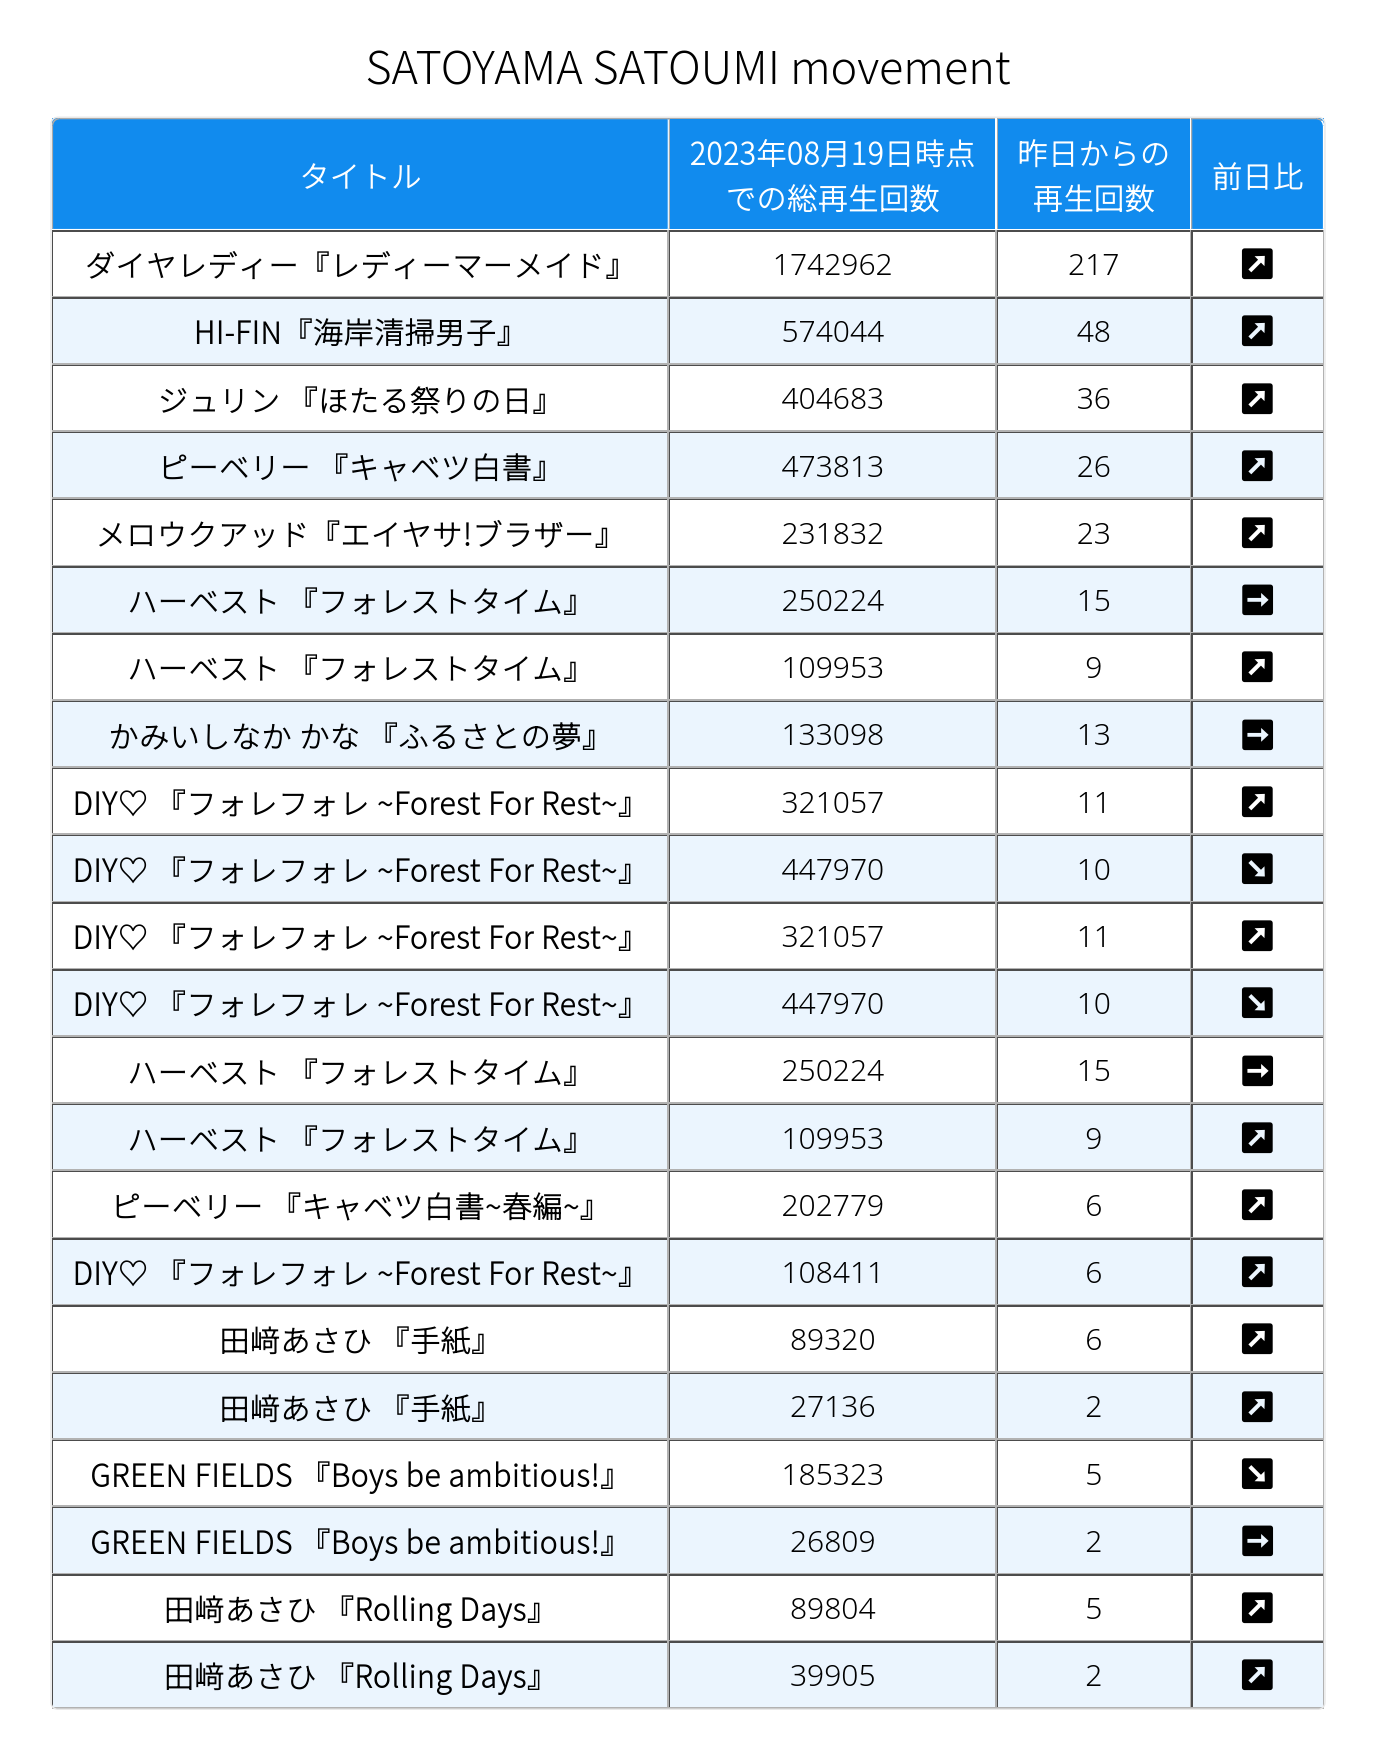 SATOYAMA SATOUMI movement
タイトル 2023年08月19日時点での総再生回数 昨日からの再生回数 前日比
ダイヤレディー『レディーマーメイド』 1742962 217 ↗
HI-FIN『海岸清掃男子』 574044 48 ↗
ジュリン 『ほたる祭りの日』 404683 36 ↗
ピーベリー 『キャベツ白書』 473813 26 ↗
メロウクアッド『エイヤサ!ブラザー』 231832 23 ↗
ハーベスト 『フォレストタイム』 250224 15 →
ハーベスト 『フォレストタイム』 109953 9 ↗
かみいしなか かな 『ふるさとの夢』 133098 13 →
DIY♡ 『フォレフォレ ~Forest For Rest~』 321057 11 ↗
DIY♡ 『フォレフォレ ~Forest For Rest~』 447970 10 ↘
DIY♡ 『フォレフォレ ~Forest For Rest~』 321057 11 ↗
DIY♡ 『フォレフォレ ~Forest For Rest~』 447970 10 ↘
ハーベスト 『フォレストタイム』 250224 15 →
ハーベスト 『フォレストタイム』 109953 9 ↗
ピーベリー 『キャベツ白書~春編~』 202779 6 ↗
DIY♡ 『フォレフォレ ~Forest For Rest~』 108411 6 ↗
田﨑あさひ 『手紙』 89320 6 ↗
田﨑あさひ 『手紙』 27136 2 ↗
GREEN FIELDS 『Boys be ambitious!』 185323 5 ↘
GREEN FIELDS 『Boys be ambitious!』 26809 2 →
田﨑あさひ 『Rolling Days』 89804 5 ↗
田﨑あさひ 『Rolling Days』 39905 2 ↗